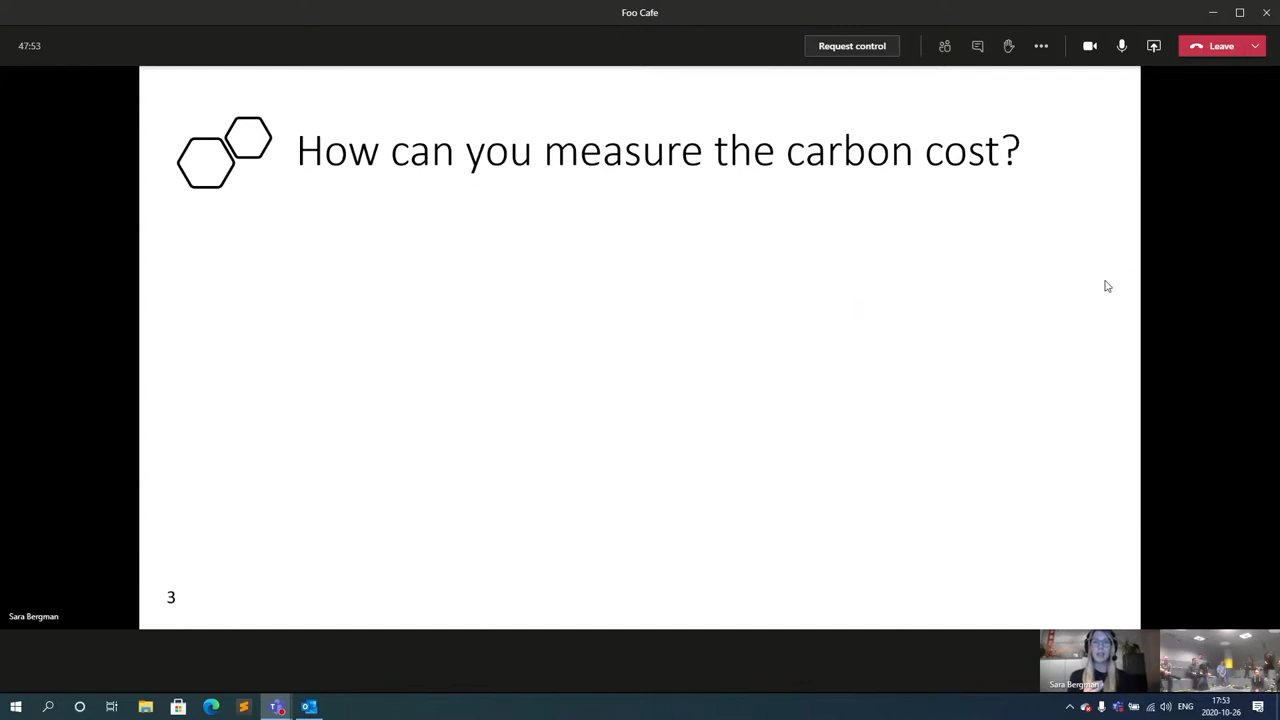 Foo Cafe
47:53
Request control
Leave
How can you measure the carbon cost?
3
Sara Bergman
Sara Bergman
ENG
17:53
2020-10-26